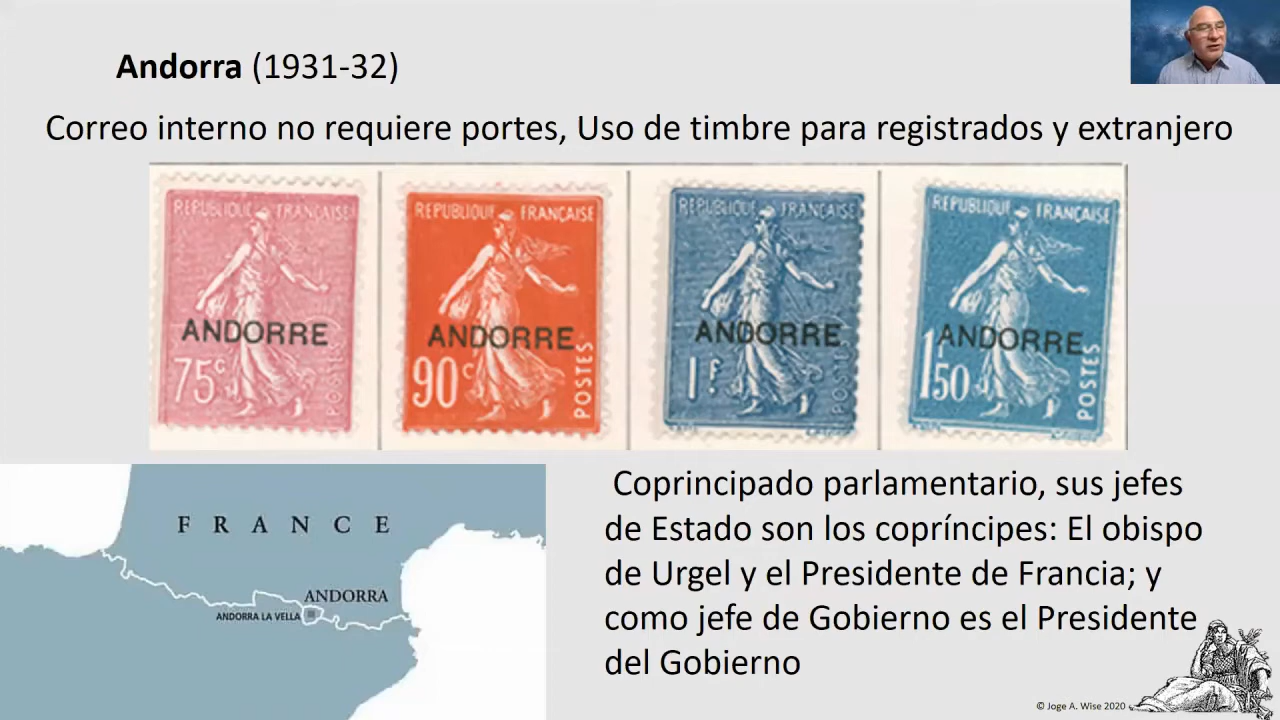 Andorra (1931-32)
Correo interno no requiere portes, Uso de timbre para registrados y extranjero
REPUBLIQUE FRANÇAISE
ANDORRE
75c
POSTES
REPUBLIQUE FRANÇAISE
ANDORRE
90c
POSTES
REPUBLIQUE FRANÇAISE
ANDORRE
1F
POSTES
REPUBLIQUE FRANÇAISE
ANDORRE
1F50
POSTES
FRANCE
ANDORRA
ANDORRA LA VELLA
Coprincipado parlamentario, sus jefes
de Estado son los copríncipes: El obispo
de Urgel y el Presidente de Francia; y
como jefe de Gobierno es el Presidente
del Gobierno
© Joge A. Wise 2020